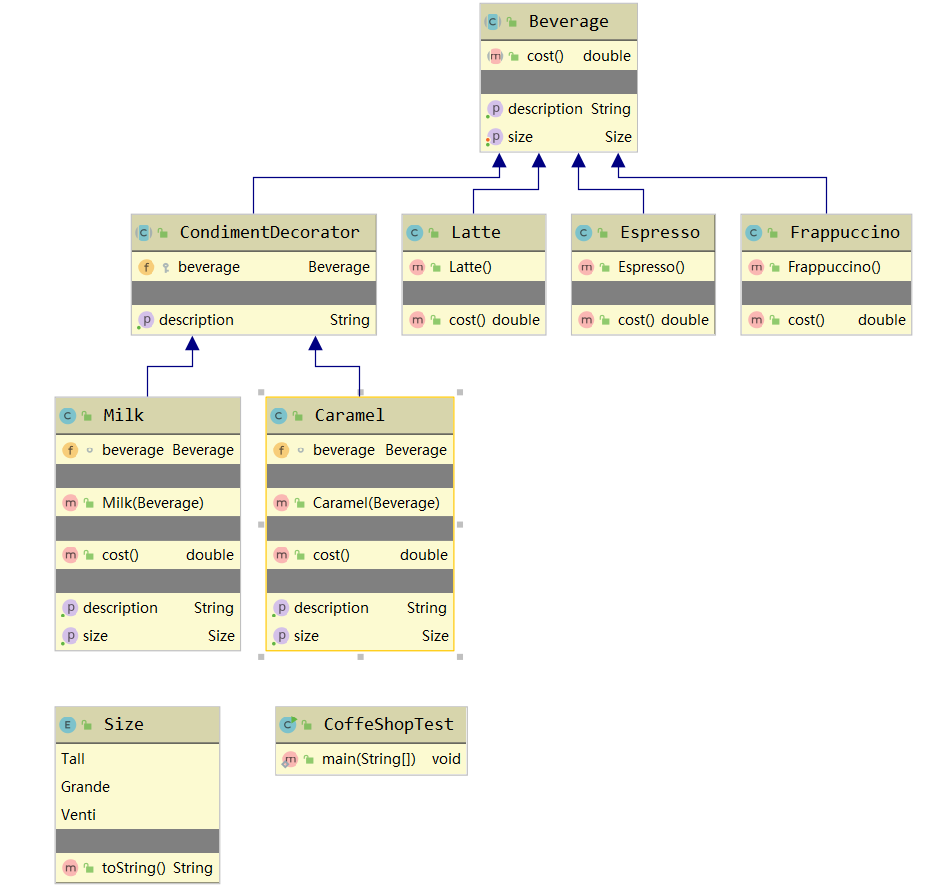 Beverage
cost() double
description String
size Size
CondimentDecorator
beverage Beverage
description String
Latte
Latte()
cost() double
Espresso
Espresso()
cost() double
Frappuccino
Frappuccino()
cost() double
Milk
beverage Beverage
Milk(Beverage)
cost() double
description String
size Size
Caramel
beverage Beverage
Caramel(Beverage)
cost() double
description String
size Size
Size
Tall
Grande
Venti
toString() String
CoffeShopTest
main(String[]) void